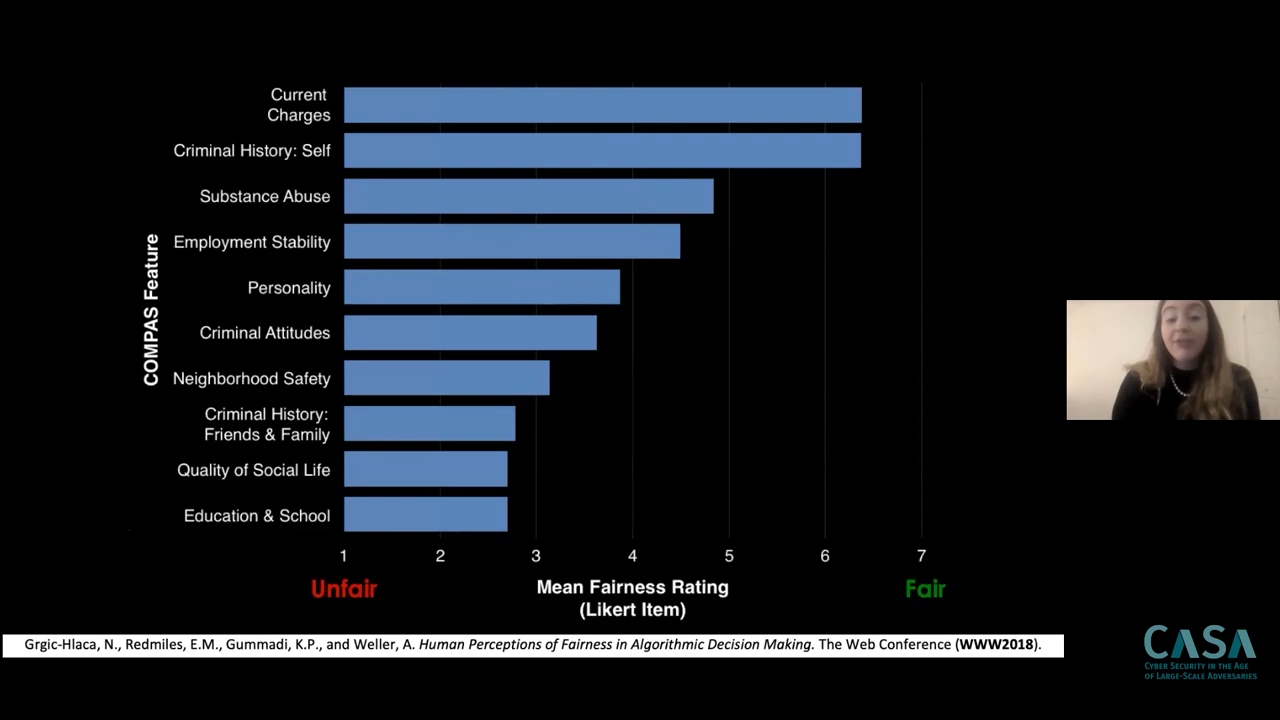 Current
Charges
Criminal History: Self
Substance Abuse
Employment Stability
Personality
Criminal Attitudes
Neighborhood Safety
Criminal History:
Friends & Family
Quality of Social Life
Education & School
COMPAS Feature
1 2 3 4 5 6 7
Unfair
Fair
Mean Fairness Rating
(Likert Item)
Grgic-Hlaca, N., Redmiles, E.M., Gummadi, K.P., and Weller, A. Human Perceptions of Fairness in Algorithmic Decision Making. The Web Conference (WWW2018).
CASA
CYBER SECURITY IN THE AGE
OF LARGE-SCALE ADVERSARIES